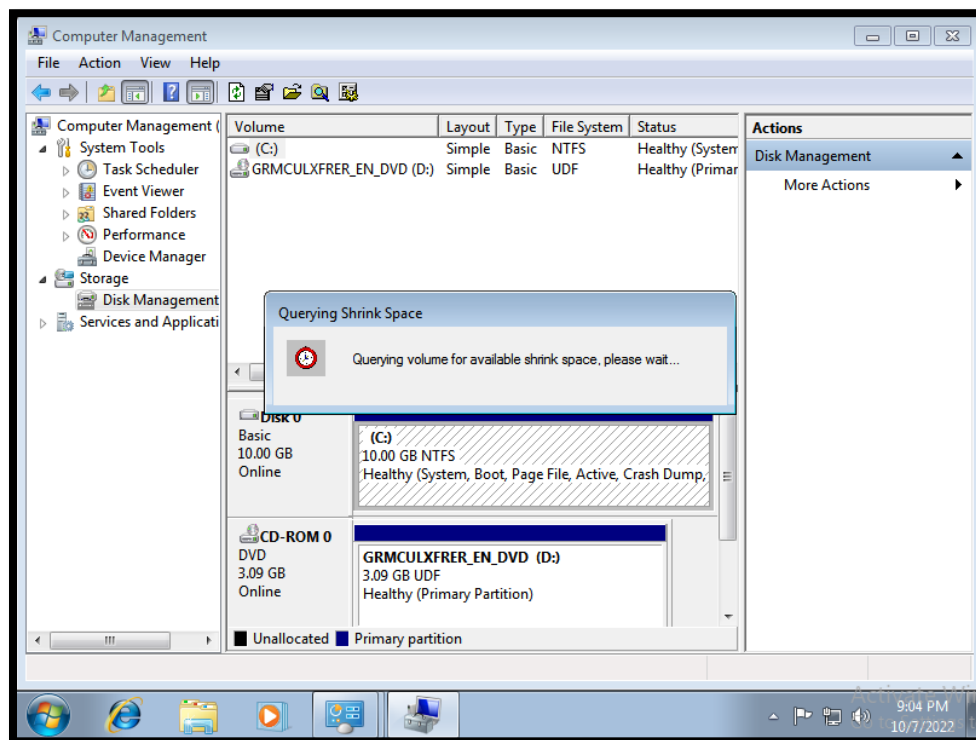 Computer Management
File Action View Help
Computer Management (
System Tools
Task Scheduler
Event Viewer
Shared Folders
Performance
Device Manager
Storage
Disk Management
Services and Applicati
Volume Layout Type File System Status
(C:) Simple Basic NTFS Healthy (System
GRMCULXFRER_EN_DVD (D:) Simple Basic UDF Healthy (Primar
Actions
Disk Management
More Actions
Querying Shrink Space
Querying volume for available shrink space, please wait...
Disk 0
Basic
10.00 GB
Online
(C:)
10.00 GB NTFS
Healthy (System, Boot, Page File, Active, Crash Dump,
CD-ROM 0
DVD
3.09 GB
Online
GRMCULXFRER_EN_DVD (D:)
3.09 GB UDF
Healthy (Primary Partition)
Unallocated Primary partition
Activate Wi
9:04 PM
10/7/2022